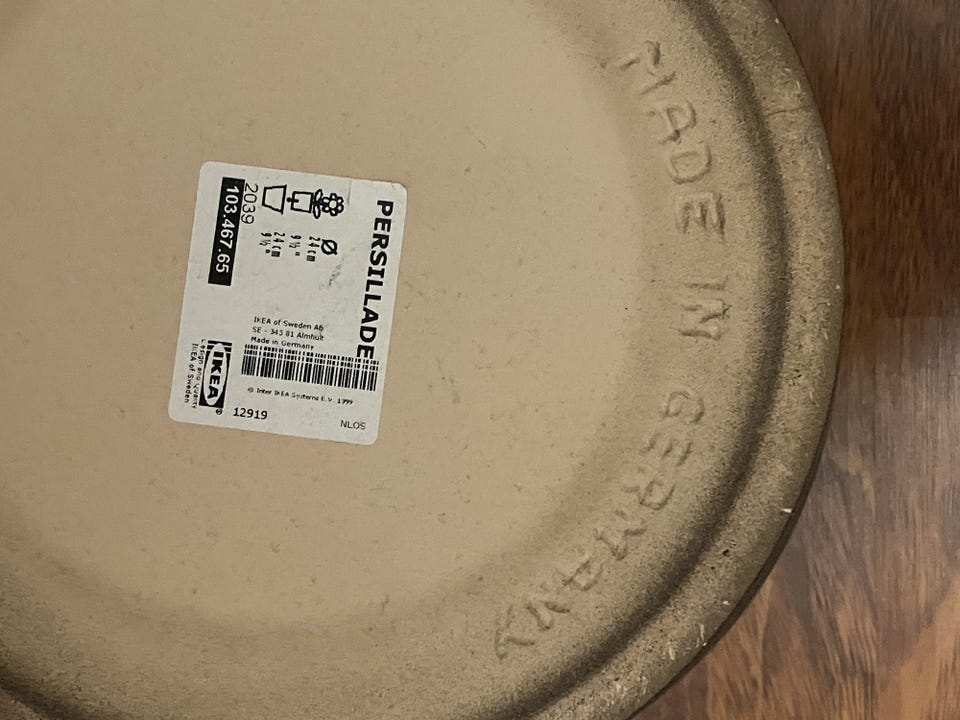 PERSILLADE
Ø
24 cm
9 ½ "
24 cm
9 ½ "
2039
103.467.65
IKEA of Sweden AB
SE - 343 81 Älmhult
Made in Germany
© Inter IKEA Systems B.V. 1999
IKEA®
Design and Quality
IKEA of Sweden
12919
NLOS
MADE IN GERMANY